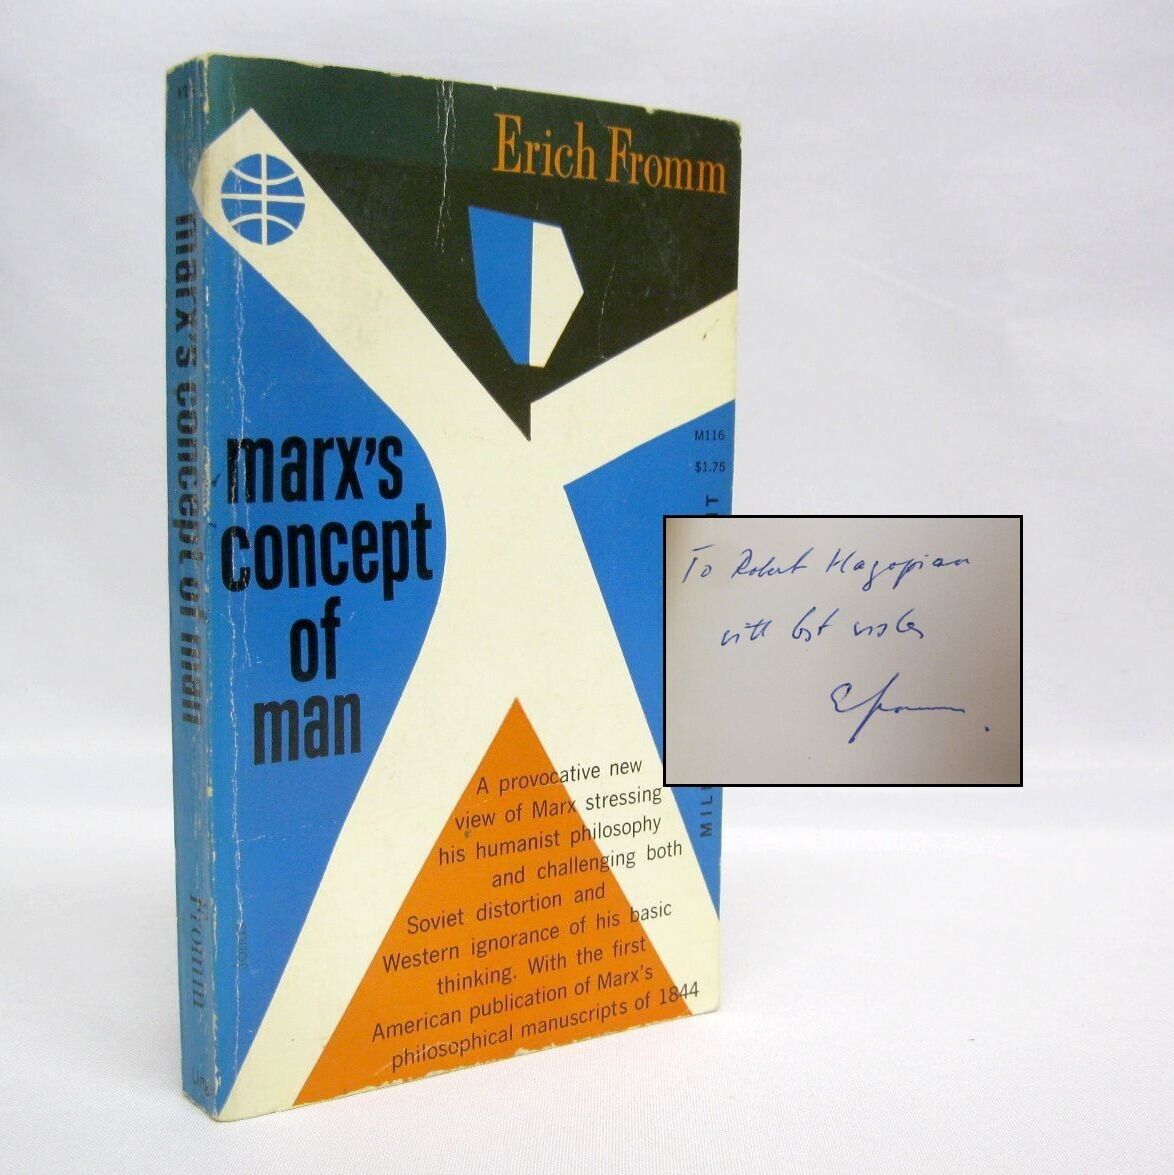 Erich Fromm
marx's
concept
of
man
M116
$1.75
A provocative new
view of Marx stressing
his humanist philosophy
and challenging both
Soviet distortion and
Western ignorance of his basic
thinking. With the first
American publication of Marx's
philosophical manuscripts of 1844
marx's concept of man
Fromm
To Robert Hagopian
with best wishes
EFromm.